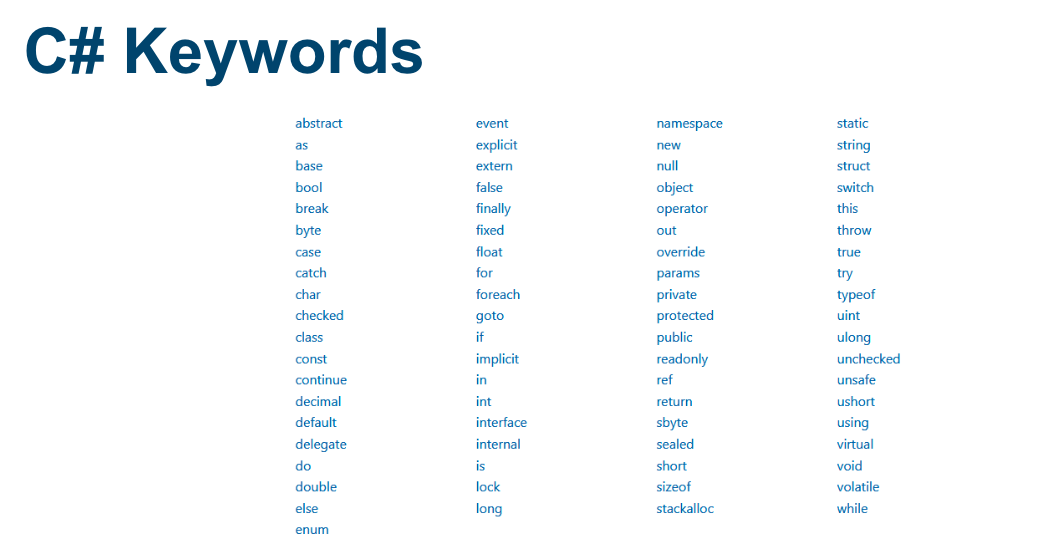 C# Keywords
abstract
as
base
bool
break
byte
case
catch
char
checked
class
const
continue
decimal
default
delegate
do
double
else
enum
event
explicit
extern
false
finally
fixed
float
for
foreach
goto
if
implicit
in
int
interface
internal
is
lock
long
namespace
new
null
object
operator
out
override
params
private
protected
public
readonly
ref
return
sbyte
sealed
short
sizeof
stackalloc
static
string
struct
switch
this
throw
true
try
typeof
uint
ulong
unchecked
unsafe
ushort
using
virtual
void
volatile
while